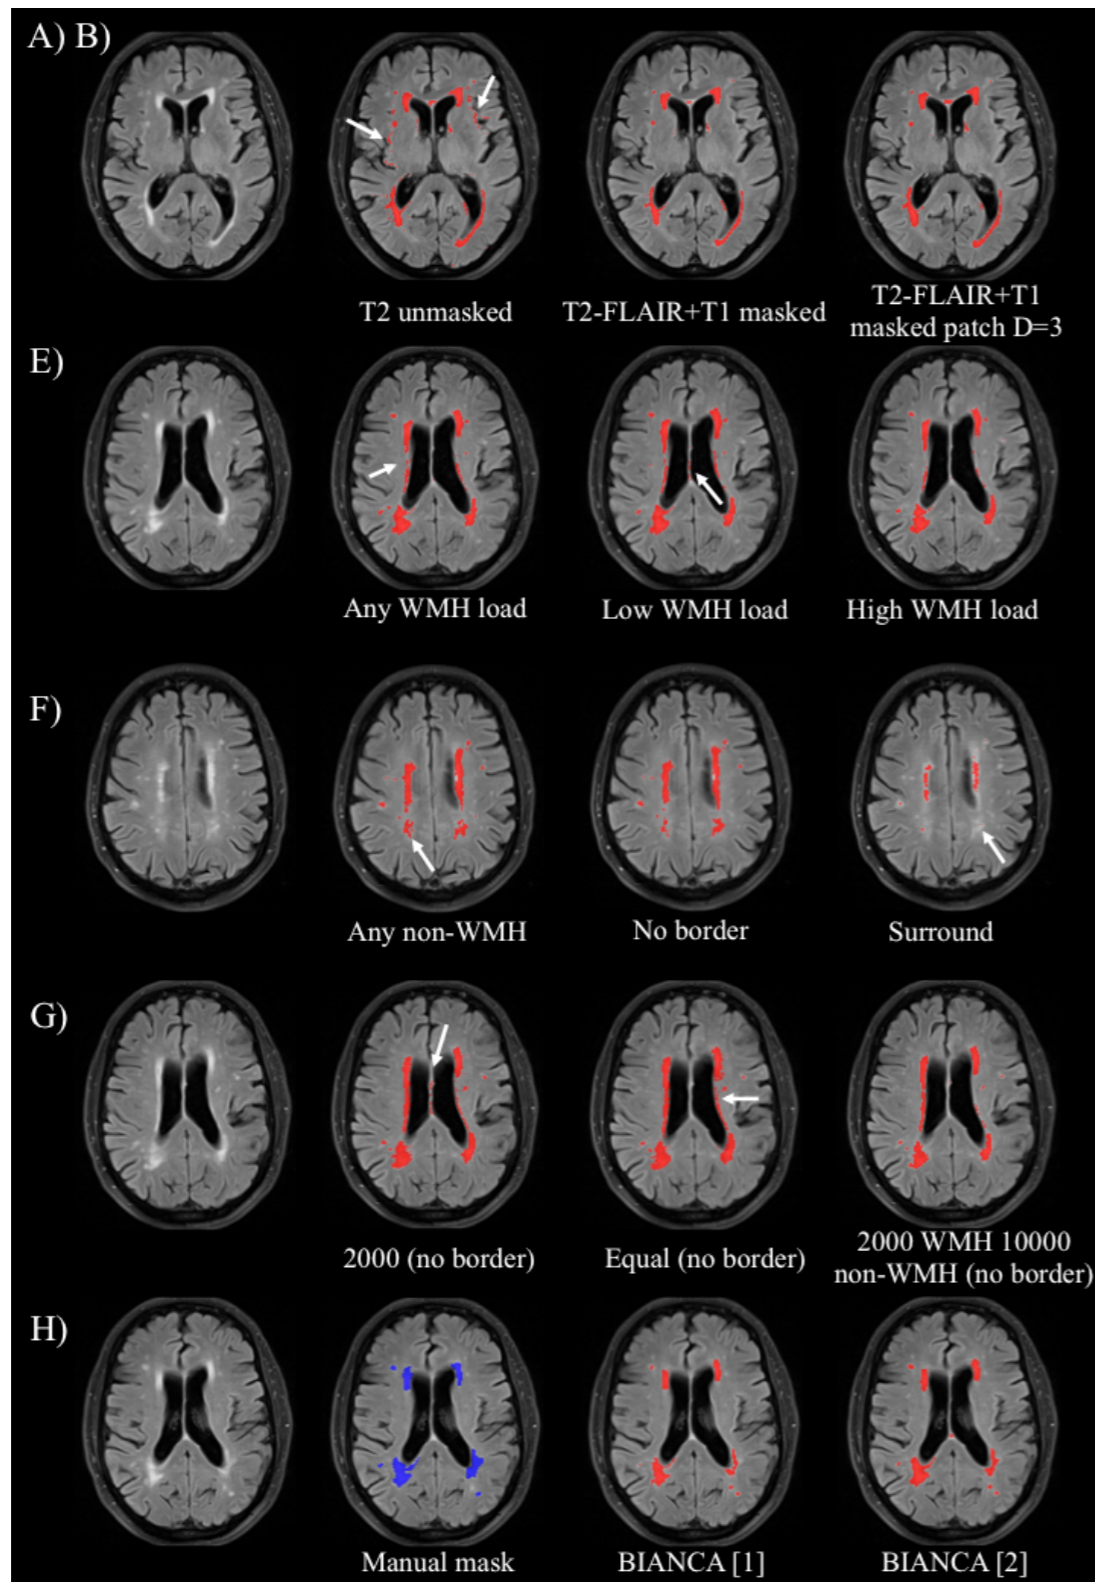 A) B)
T2 unmasked
T2-FLAIR+T1 masked
T2-FLAIR+T1
masked patch D=3
E)
Any WMH load
Low WMH load
High WMH load
F)
Any non-WMH
No border
Surround
G)
2000 (no border)
Equal (no border)
2000 WMH 10000
non-WMH (no border)
H)
Manual mask
BIANCA [1]
BIANCA [2]